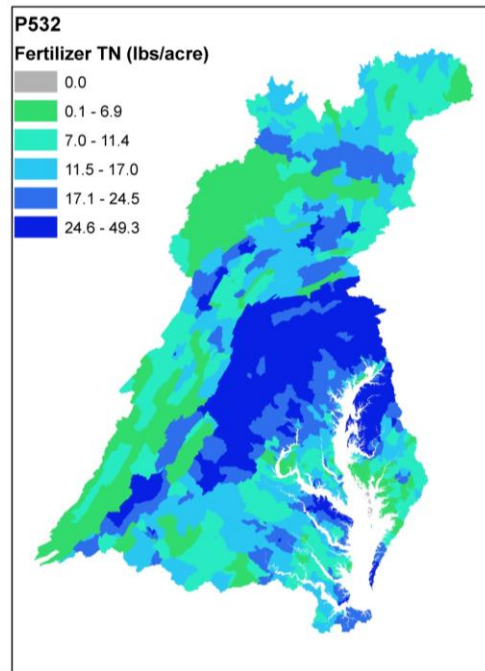 P532
Fertilizer TN (lbs/acre)
0.0
0.1 - 6.9
7.0 - 11.4
11.5 - 17.0
17.1 - 24.5
24.6 - 49.3